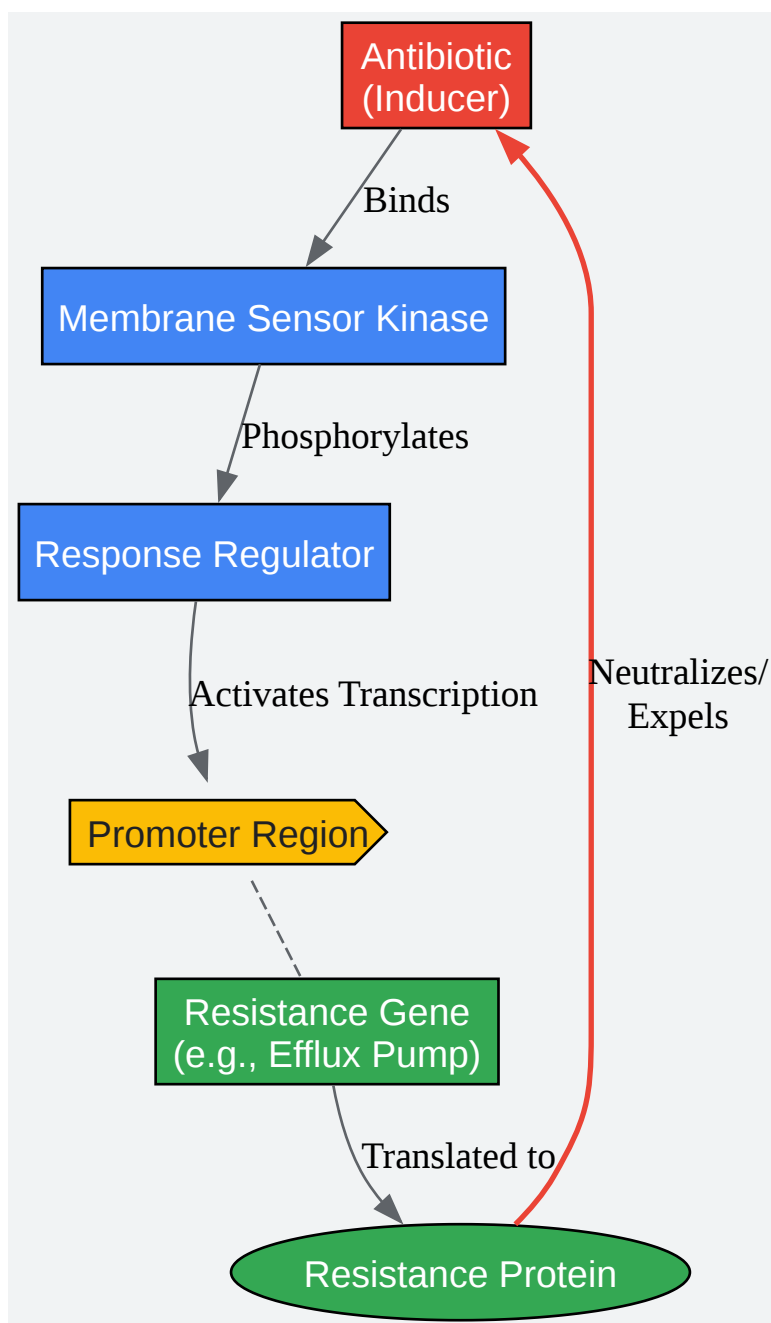 Antibiotic
(Inducer)
Binds
Membrane Sensor Kinase
Phosphorylates
Response Regulator
Activates Transcription
Neutralizes/
Expels
Promoter Region
Resistance Gene
(e.g., Efflux Pump)
Translated to
Resistance Protein